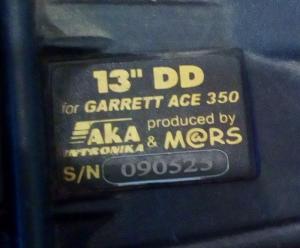 13" DD
for GARRETT ACE 350
AKA produced by
INTRONIKA & M@RS
S/N 090525